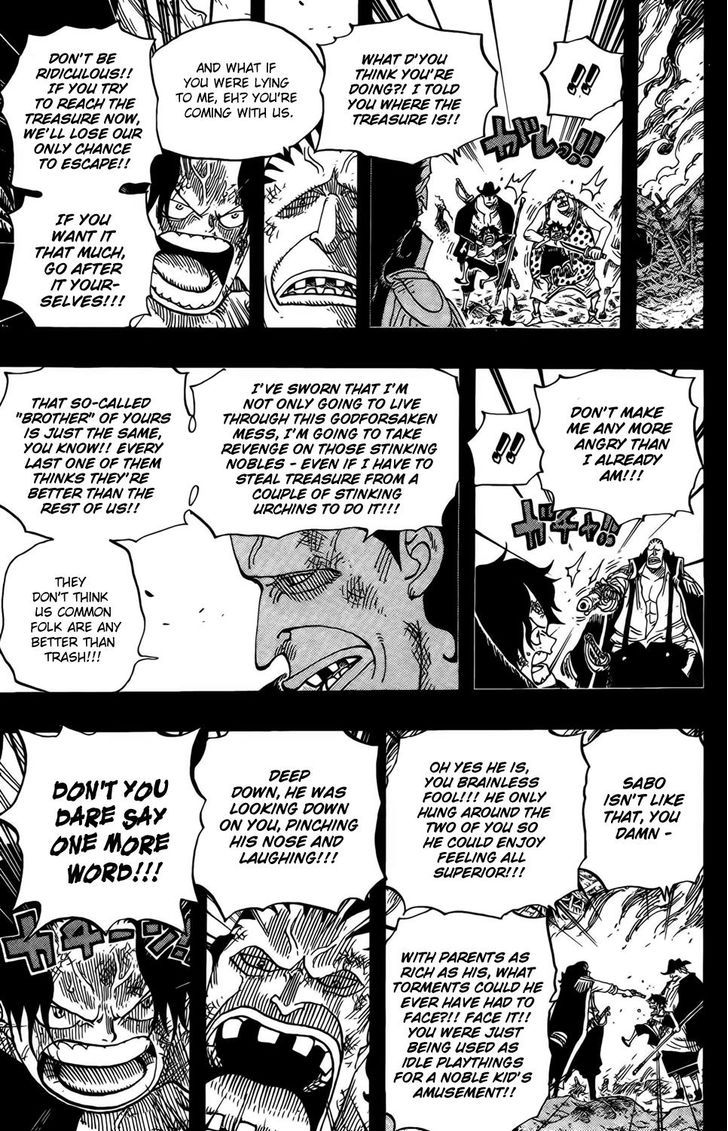 !!
WHAT D'YOU
THINK YOU'RE
DOING?! I TOLD
YOU WHERE
THE
TREASURE IS!!
ガしっ!!
AND WHAT IF
YOU WERE LYING
TO ME, EH? YOU'RE
COMING WITH US.
DON'T BE
RIDICULOUS!!
IF YOU TRY
TO REACH THE
TREASURE NOW,
WE'LL LOSE OUR
ONLY CHANCE
TO ESCAPE!!
IF YOU
WANT IT
THAT MUCH,
GO AFTER
IT YOUR-
SELVES!!!
DON'T MAKE
ME ANY MORE
ANGRY THAN
I ALREADY
AM!!!
!!
ガチャッ
I'VE SWORN THAT I'M
NOT ONLY GOING TO LIVE
THROUGH THIS GODFORSAKEN
MESS, I'M GOING TO TAKE
REVENGE ON THOSE STINKING
NOBLES - EVEN IF I HAVE TO
STEAL TREASURE FROM A
COUPLE OF STINKING
URCHINS TO DO IT!!!
THAT SO-CALLED
"BROTHER" OF YOURS
IS JUST THE SAME,
YOU KNOW!! EVERY
LAST ONE OF THEM
THINKS THEY'RE
BETTER THAN THE
REST OF US!!
THEY
DON'T THINK
US COMMON
FOLK ARE ANY
BETTER THAN
TRASH!!!
SABO
ISN'T LIKE
THAT, YOU
DAMN -
OH YES HE IS,
YOU BRAINLESS
FOOL!!! HE ONLY
HUNG AROUND THE
TWO OF YOU SO
HE COULD ENJOY
FEELING ALL
SUPERIOR!!!
WITH PARENTS AS
RICH AS HIS, WHAT
TORMENTS COULD HE
EVER HAVE HAD TO
FACE?!! FACE IT!!
YOU WERE JUST
BEING USED AS
IDLE PLAYTHINGS
FOR A NOBLE KID'S
AMUSEMENT!!
DEEP
DOWN, HE WAS
LOOKING DOWN
ON YOU, PINCHING
HIS NOSE AND
LAUGHING!!!
DON'T YOU
DARE SAY
ONE MORE
WORD!!!